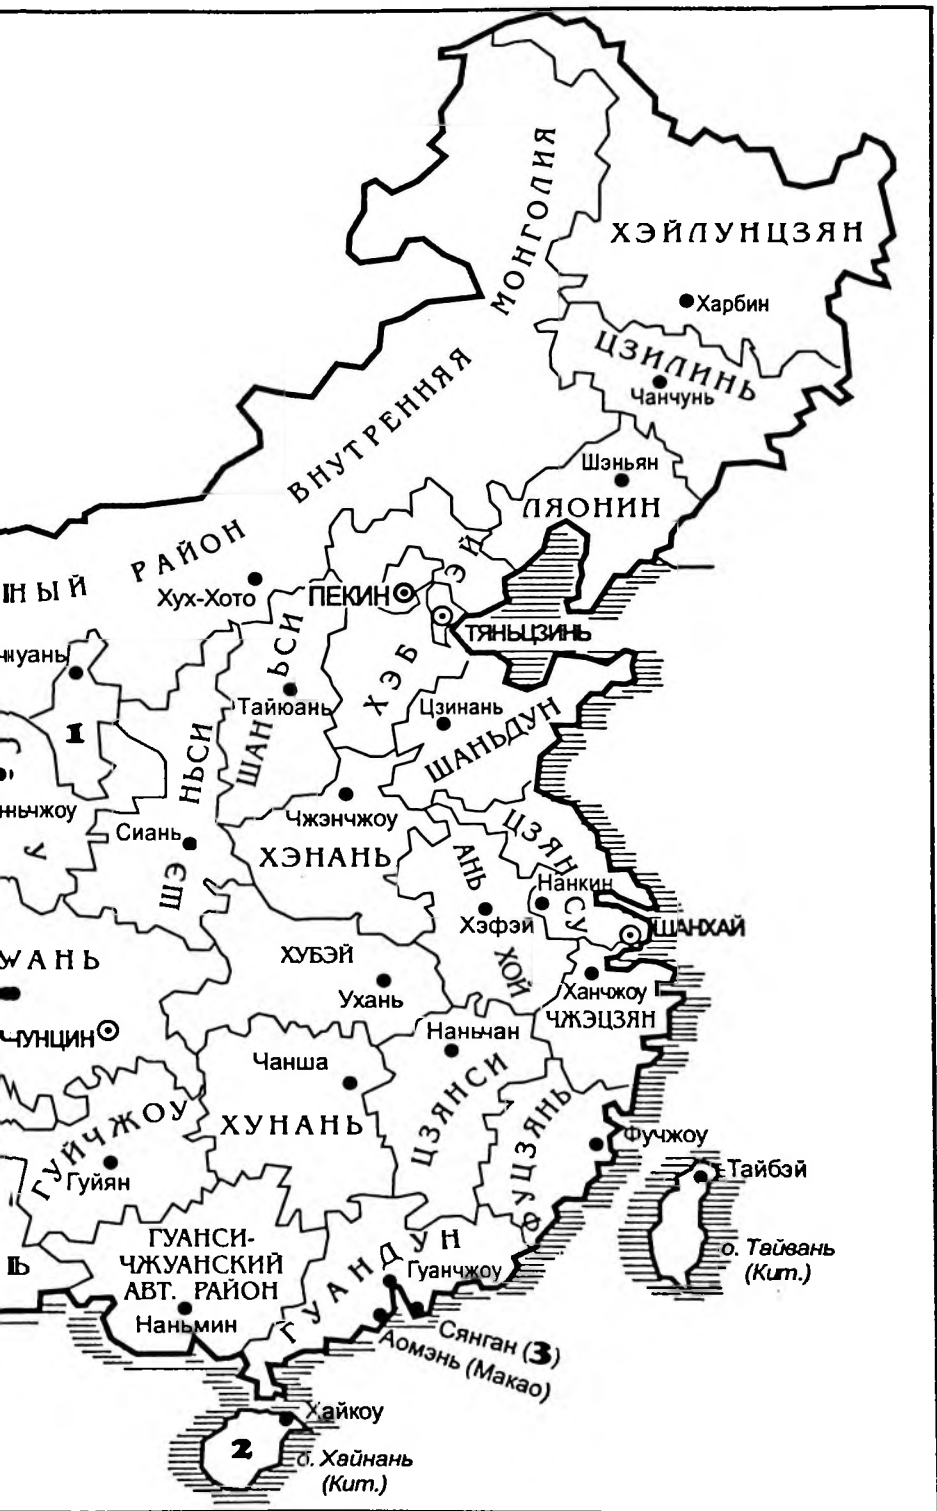 ХЭЙЛУНЦЗЯН
Харбин
ЦЗИЛИНЬ
Чанчунь
ВНУТРЕННЯЯ МОНГОЛИЯ
РАЙОН
Шэньян
ЛЯОНИН
Хух-Хото
ПЕКИН
ТЯНЬЦЗИНЬ
ХЭБЭЙ
ШАНЬСИ
Тайюань
Цзинань
ШАНЬДУН
1
ШЭНЬСИ
Сиань
Чжэнчжоу
ХЭНАНЬ
ЦЗЯНСУ
Нанкин
АНЬХОЙ
Хэфэй
ШАНХАЙ
ХУБЭЙ
Ухань
Ханчжоу
ЧЖЭЦЗЯН
ЧУНЦИН
Чанша
ХУНАНЬ
Наньчан
ЦЗЯНСИ
ФУЦЗЯНЬ
Фучжоу
ГУЙЧЖОУ
Гуйян
Тайбэй
о. Тайвань
(Кит.)
ГУАНСИ-
ЧЖУАНСКИЙ
АВТ. РАЙОН
Наньмин
ГУАНДУН
Гуанчжоу
Сянган (3)
Аомэнь (Макао)
Хайкоу
2
о. Хайнань
(Кит.)